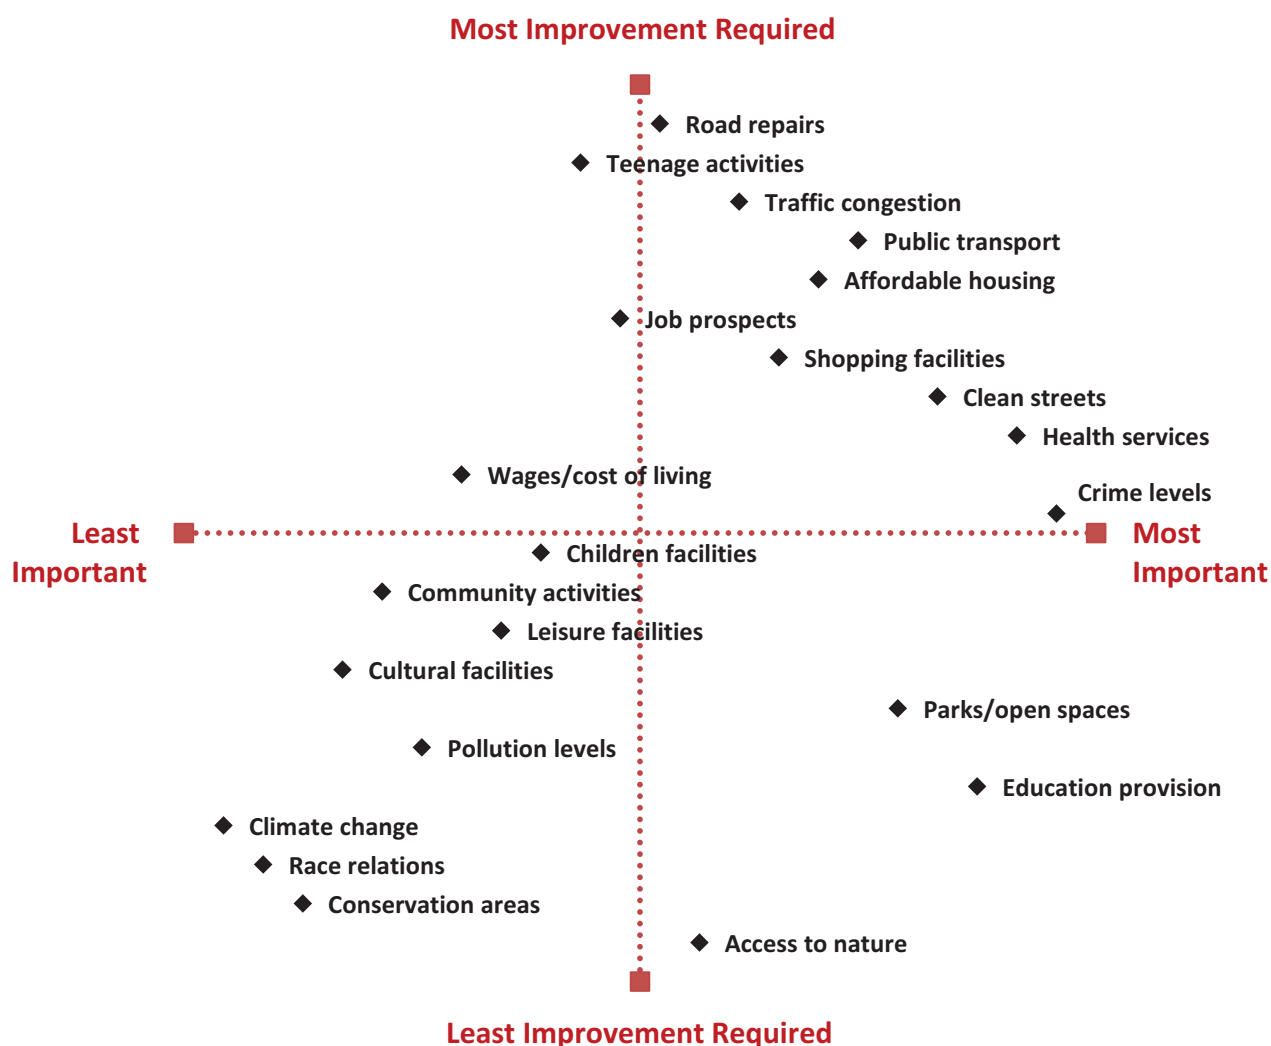 Most Improvement Required
Road repairs
Teenage activities
Traffic congestion
Public transport
Affordable housing
Job prospects
Shopping facilities
Clean streets
Health services
Wages/cost of living
Crime levels
Least
Important
Most
Important
Children facilities
Community activities
Leisure facilities
Cultural facilities
Parks/open spaces
Pollution levels
Education provision
Climate change
Race relations
Conservation areas
Access to nature
Least Improvement Required